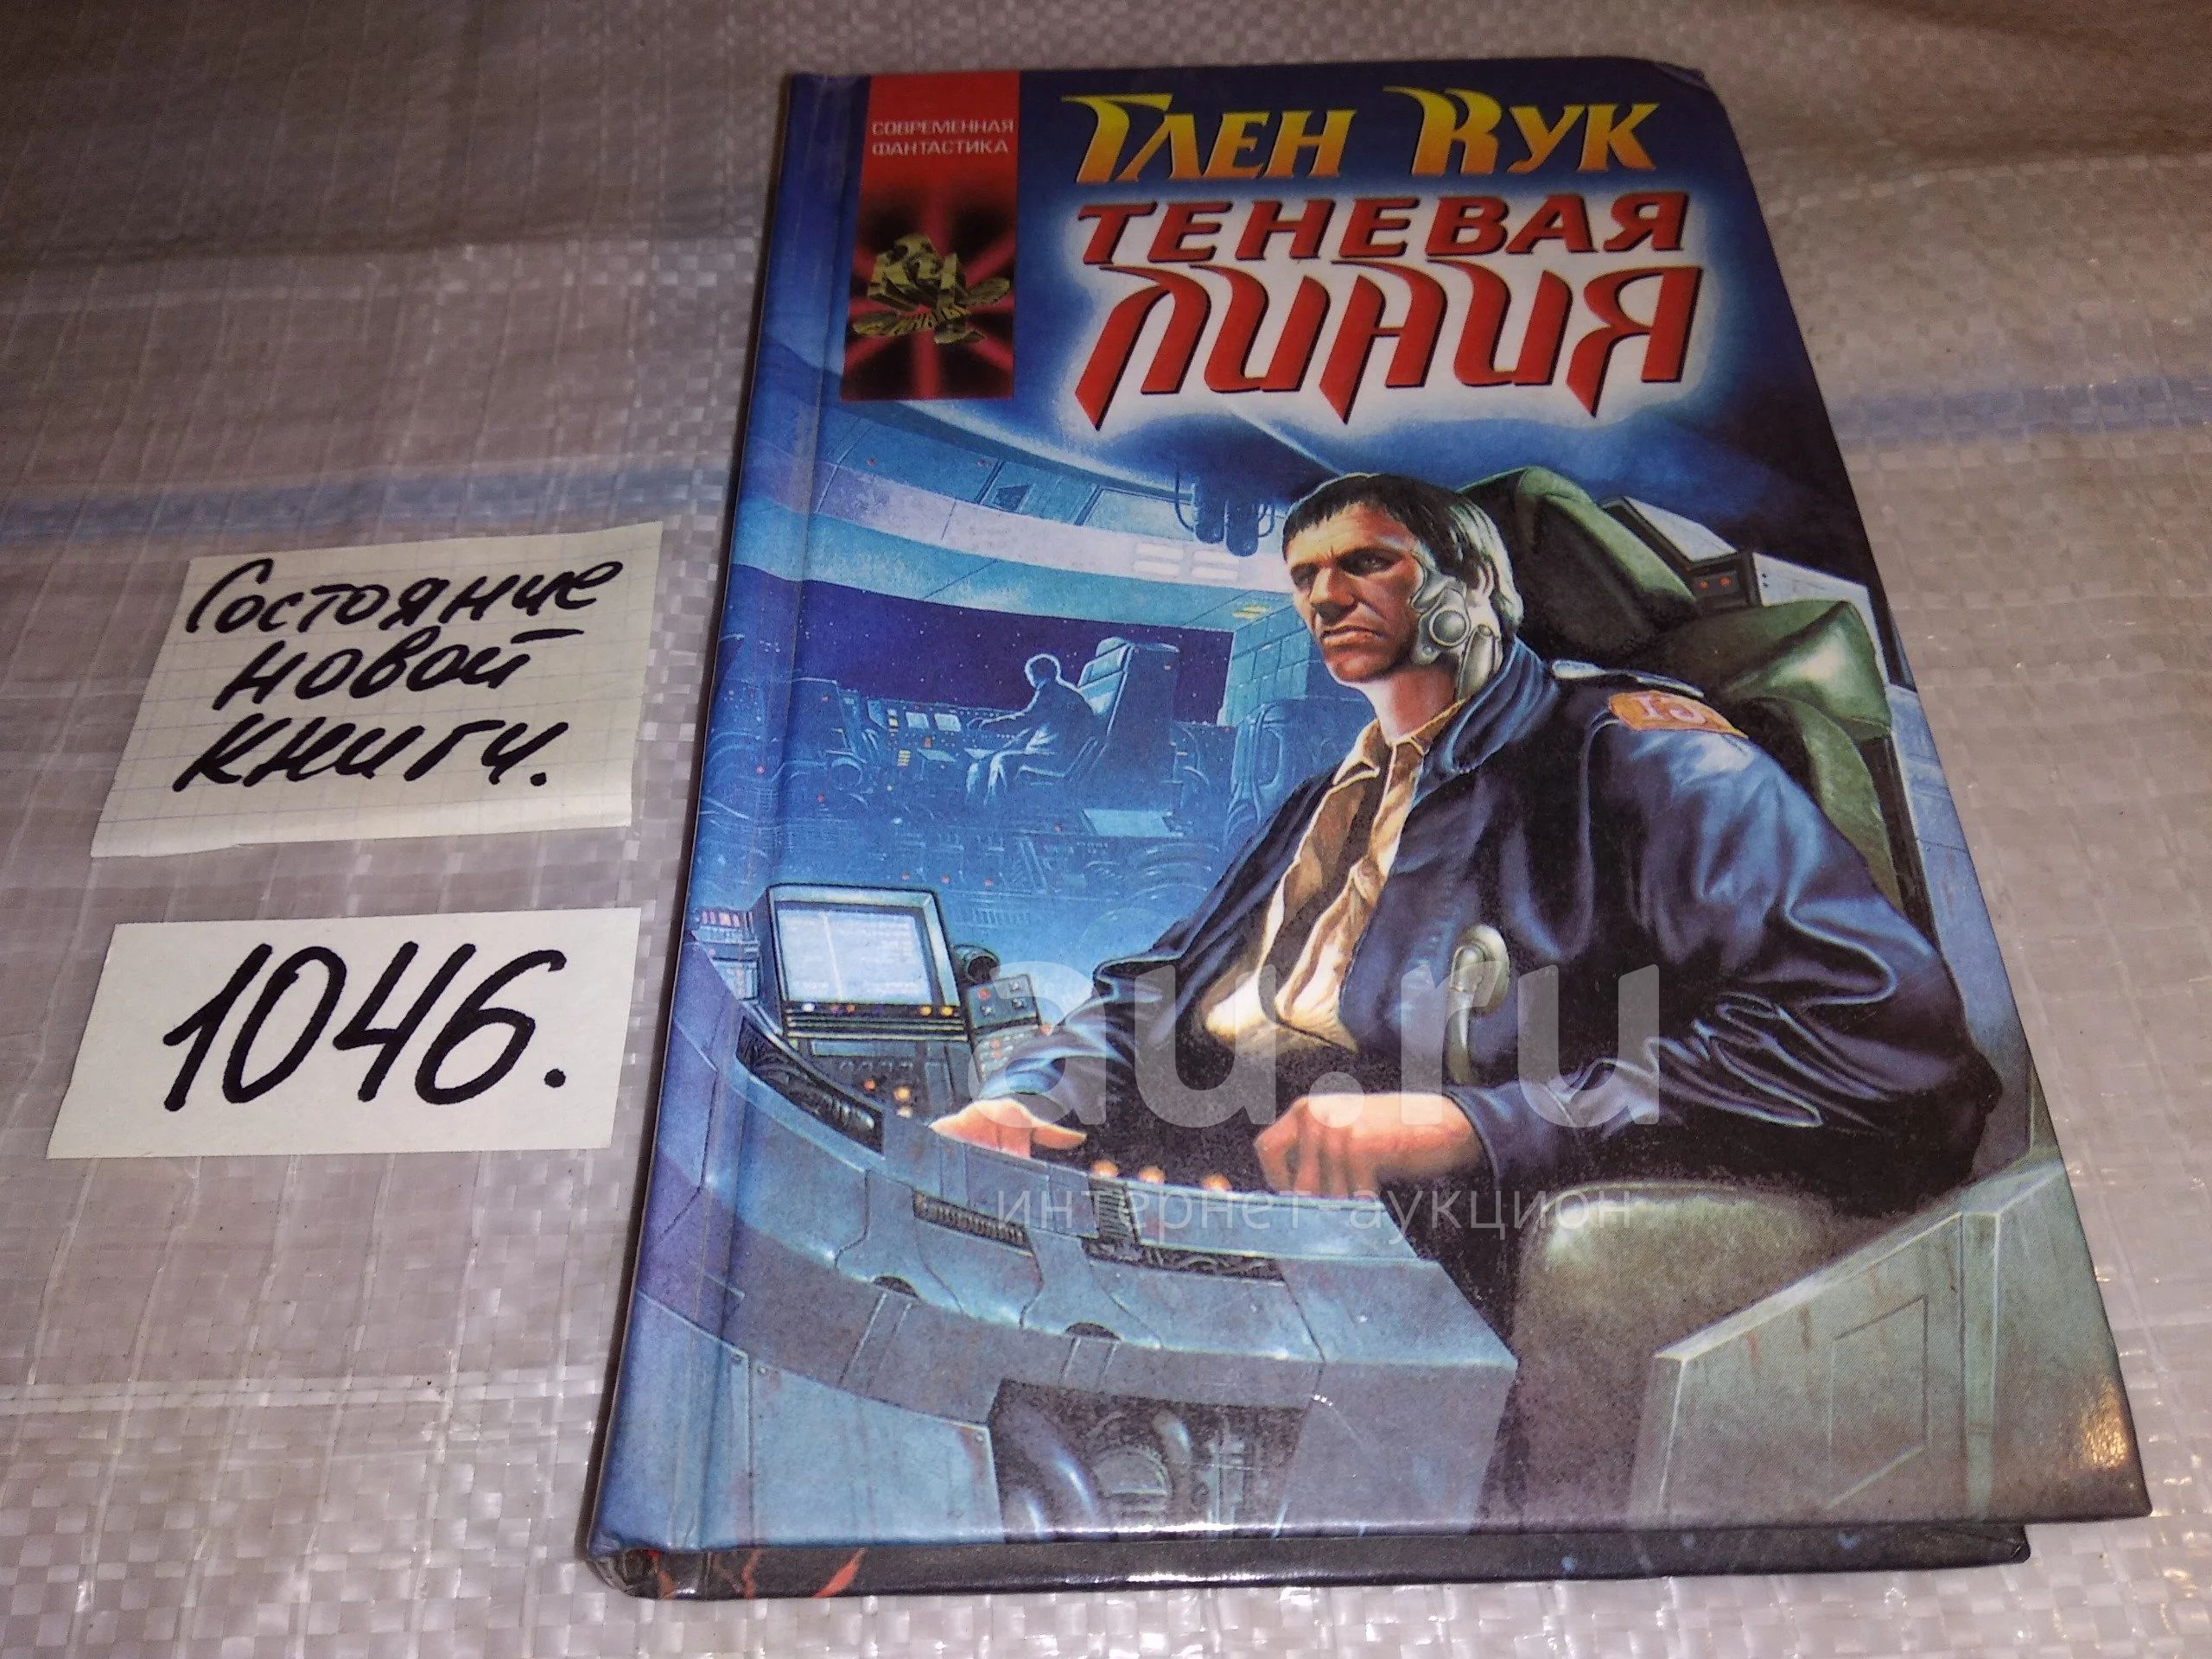 СОВРЕМЕННАЯ
ФАНТАСТИКА
ГЛЕН КУК
ТЕНЕВАЯ
ЛИНИЯ
Состояние
новой
книги.
1046.
au.ru
интернет-аукцион